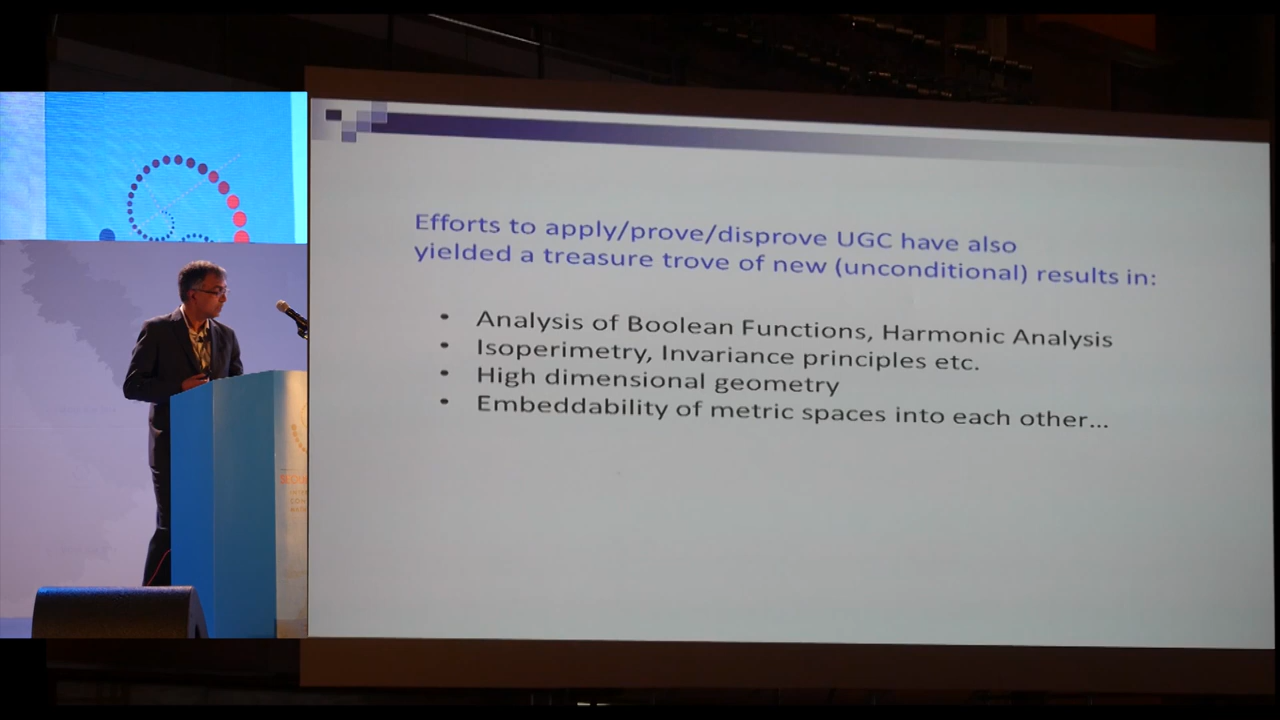 Efforts to apply/prove/disprove UGC have also
yielded a treasure trove of new (unconditional) results in:
• Analysis of Boolean Functions, Harmonic Analysis
• Isoperimetry, Invariance principles etc.
• High dimensional geometry
• Embeddability of metric spaces into each other...